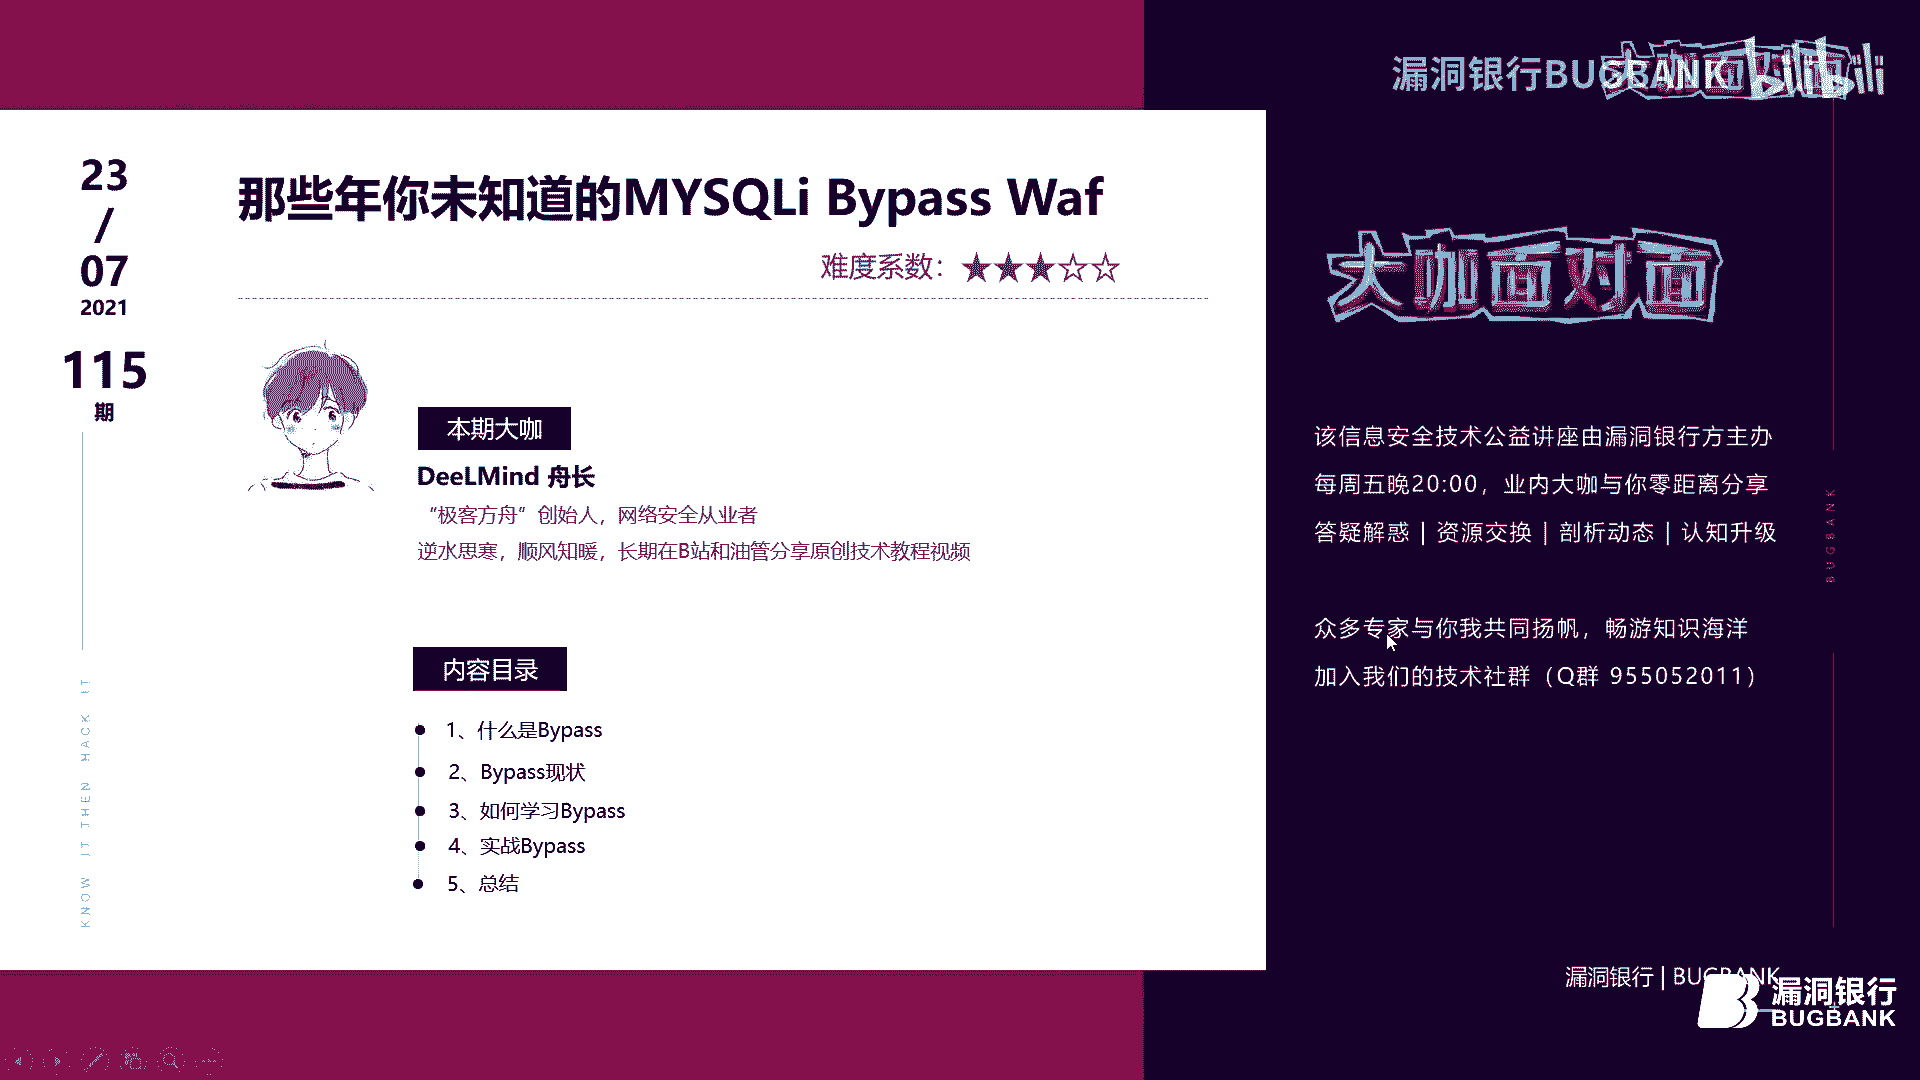 漏洞银行BUGBANK
大咖面对面
bilibili
23
/
07
2021
115
期
KNOW IT THEN HACK IT
那些年你未知道的MYSQLi Bypass Waf
难度系数：★★★☆☆
本期大咖
DeeLMind 舟长
“极客方舟”创始人，网络安全从业者
逆水思寒，顺风知暖，长期在B站和油管分享原创技术教程视频
内容目录
1、什么是Bypass
2、Bypass现状
3、如何学习Bypass
4、实战Bypass
5、总结
大咖面对面
该信息安全技术公益讲座由漏洞银行方主办
每周五晚20:00，业内大咖与你零距离分享
答疑解惑 | 资源交换 | 剖析动态 | 认知升级
众多专家与你我共同扬帆，畅游知识海洋
加入我们的技术社群（Q群 955052011）
BUGBANK
漏洞银行 | BUGBANK
漏洞银行
BUGBANK